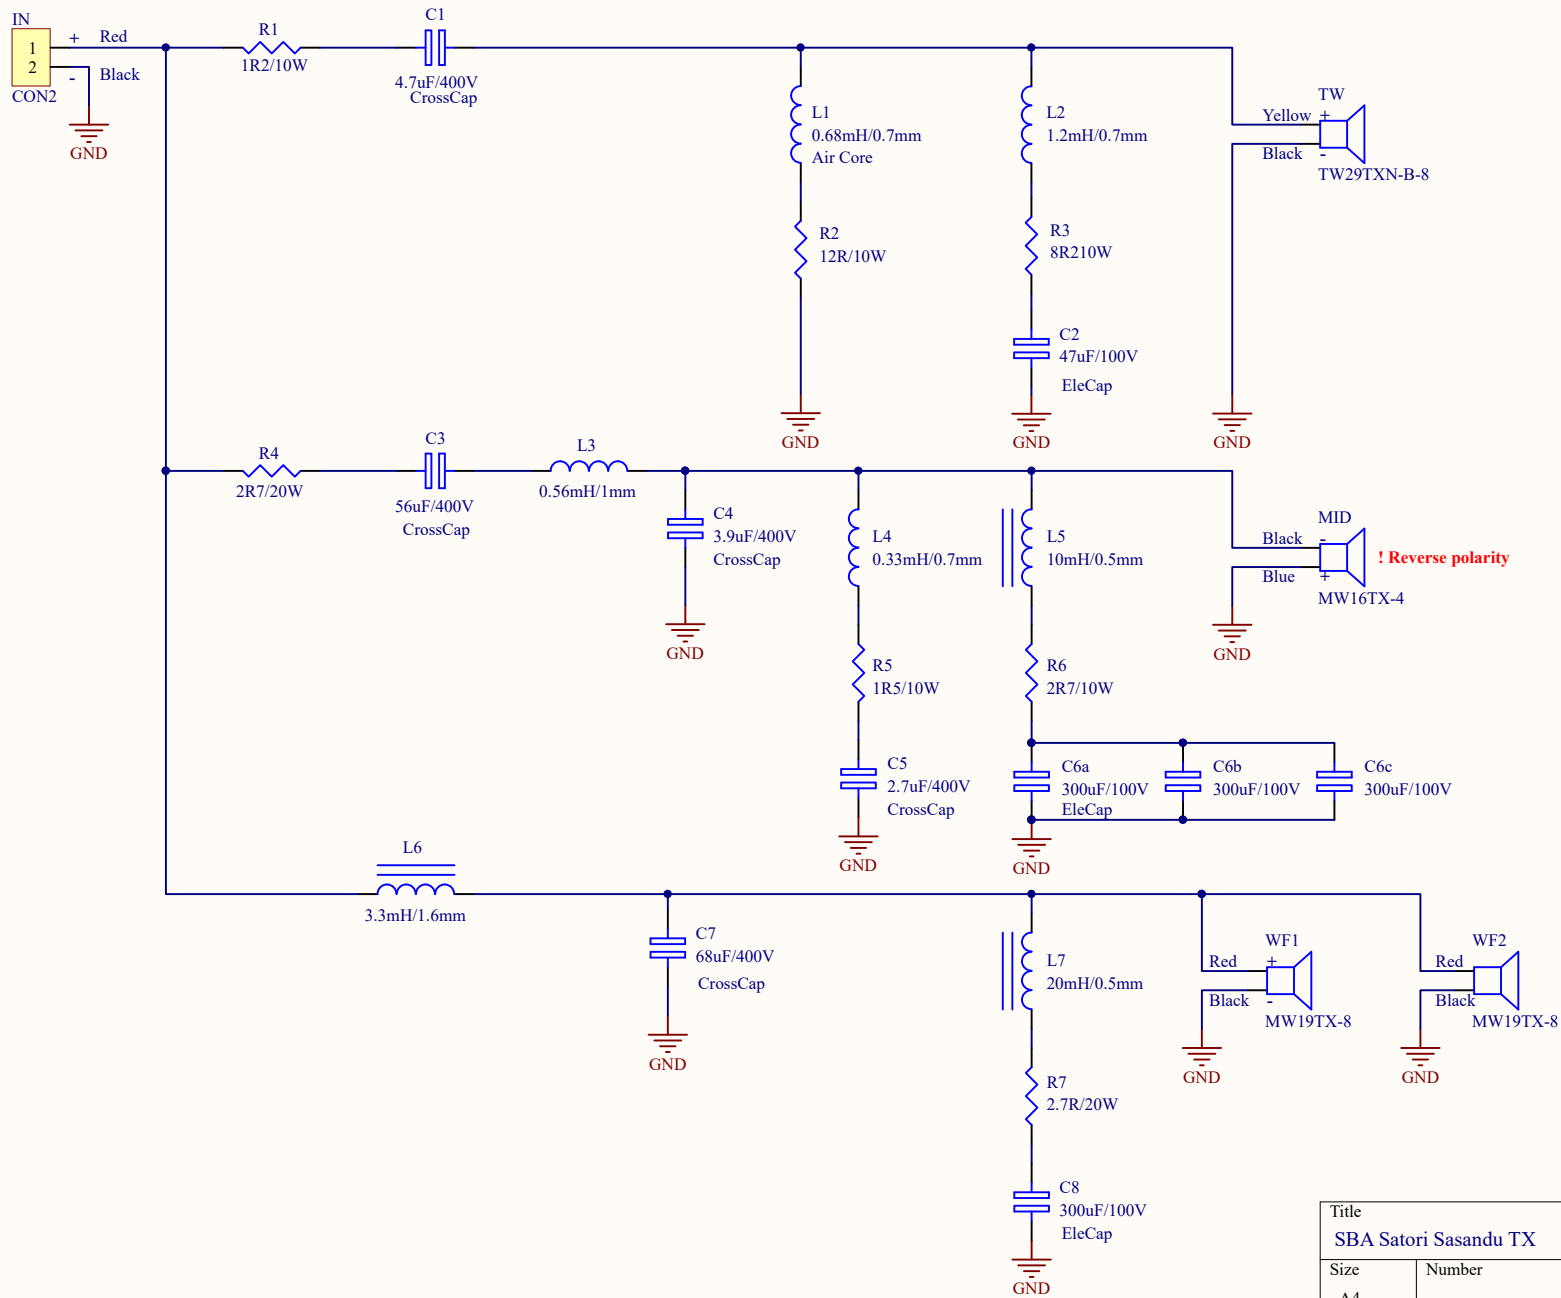 IN
1
2
+
-
Red
Black
CON2
GND
R1
1R2/10W
C1
4.7uF/400V
CrossCap
L1
0.68mH/0.7mm
Air Core
R2
12R/10W
GND
L2
1.2mH/0.7mm
R3
8R210W
C2
47uF/100V
EleCap
GND
TW
Yellow +
Black -
TW29TXN-B-8
GND
R4
2R7/20W
C3
56uF/400V
CrossCap
L3
0.56mH/1mm
C4
3.9uF/400V
CrossCap
GND
L4
0.33mH/0.7mm
R5
1R5/10W
C5
2.7uF/400V
CrossCap
GND
L5
10mH/0.5mm
R6
2R7/10W
C6a
300uF/100V
EleCap
C6b
300uF/100V
C6c
300uF/100V
GND
MID
Black -
Blue +
! Reverse polarity
MW16TX-4
GND
L6
3.3mH/1.6mm
C7
68uF/400V
CrossCap
GND
L7
20mH/0.5mm
R7
2.7R/20W
C8
300uF/100V
EleCap
GND
WF1
Red +
Black -
MW19TX-8
GND
WF2
Red
Black
MW19TX-8
GND
Title
SBA Satori Sasandu TX
Size
Number